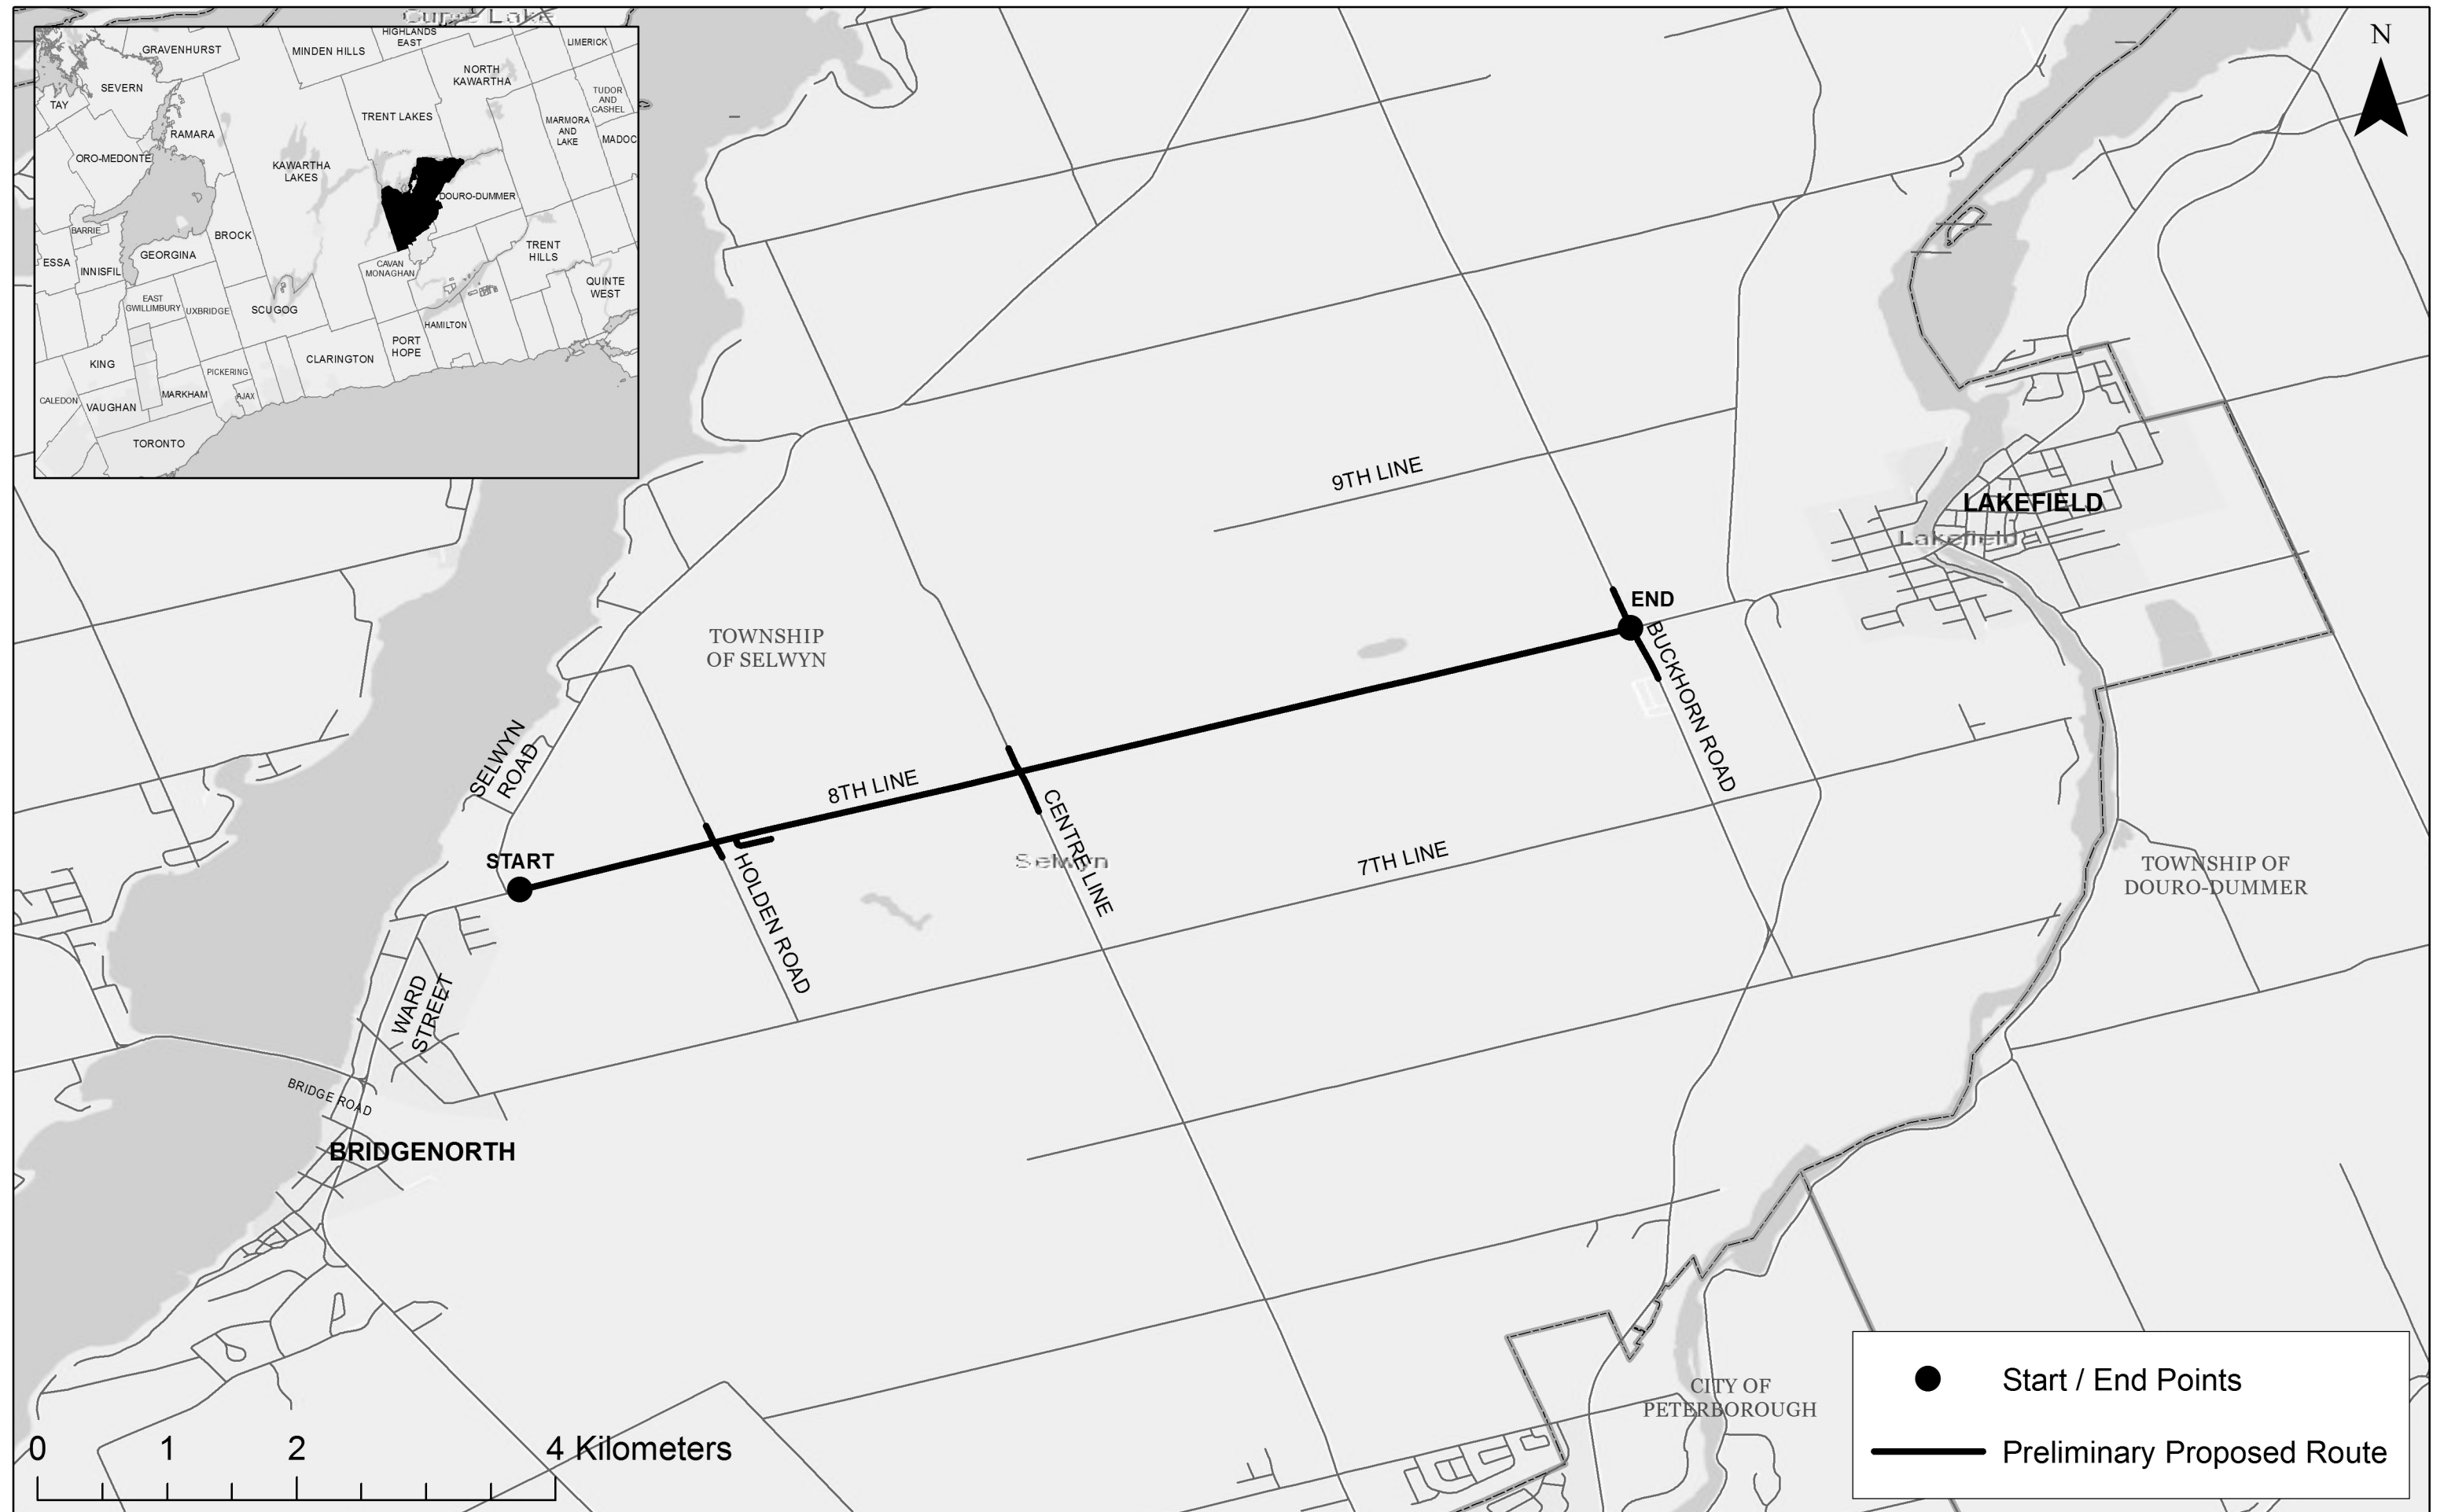 GRAVENHURST
MINDEN HILLS
HIGHLANDS
EAST
LIMERICK
SEVERN
NORTH
KAWARTHA
TAY
TUDOR
AND
CASHEL
TRENT LAKES
RAMARA
MARMORA
AND
LAKE
MADOC
ORO-MEDONTE
KAWARTHA
LAKES
DOURO-DUMMER
BARRIE
BROCK
ESSA
INNISFIL
GEORGINA
CAVAN
MONAGHAN
TRENT
HILLS
QUINTE
WEST
EAST
GWILLIMBURY
UXBRIDGE
SCUGOG
HAMILTON
PORT
HOPE
KING
CLARINGTON
PICKERING
CALEDON
VAUGHAN
MARKHAM
AJAX
TORONTO
N
9TH LINE
LAKEFIELD
Lakefield
END
BUCKHORN ROAD
TOWNSHIP
OF SELWYN
SELWYN
ROAD
8TH LINE
CENTRE LINE
START
HOLDEN ROAD
Selwyn
7TH LINE
TOWNSHIP OF
DOURO-DUMMER
WARD
STREET
BRIDGE ROAD
BRIDGENORTH
CITY OF
PETERBOROUGH
0 1 2 4 Kilometers
Start / End Points
Preliminary Proposed Route